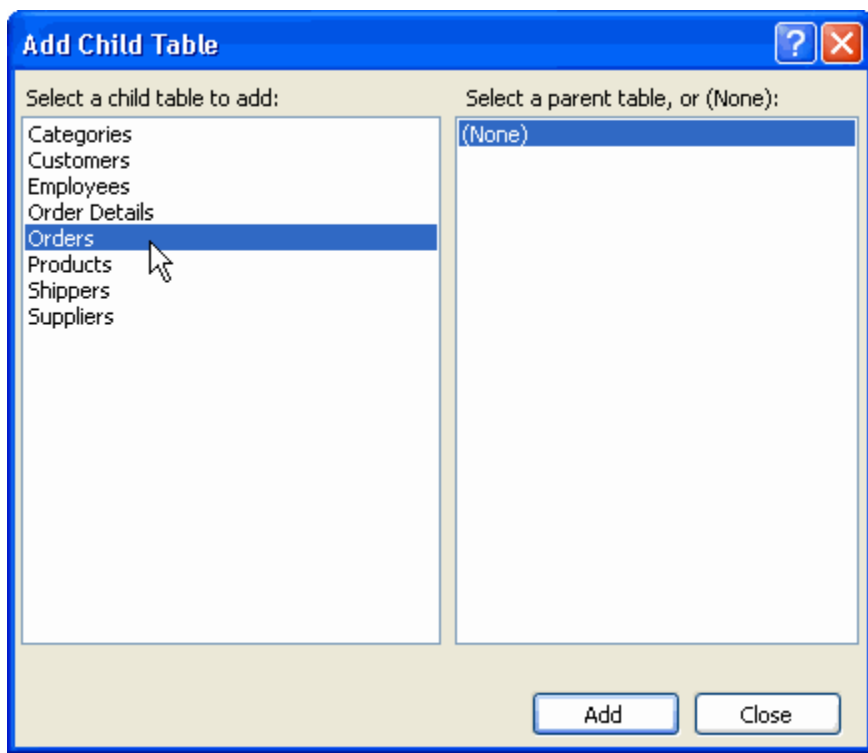 Add Child Table
Select a child table to add:
Categories
Customers
Employees
Order Details
Orders
Products
Shippers
Suppliers
Select a parent table, or (None):
(None)
Add
Close